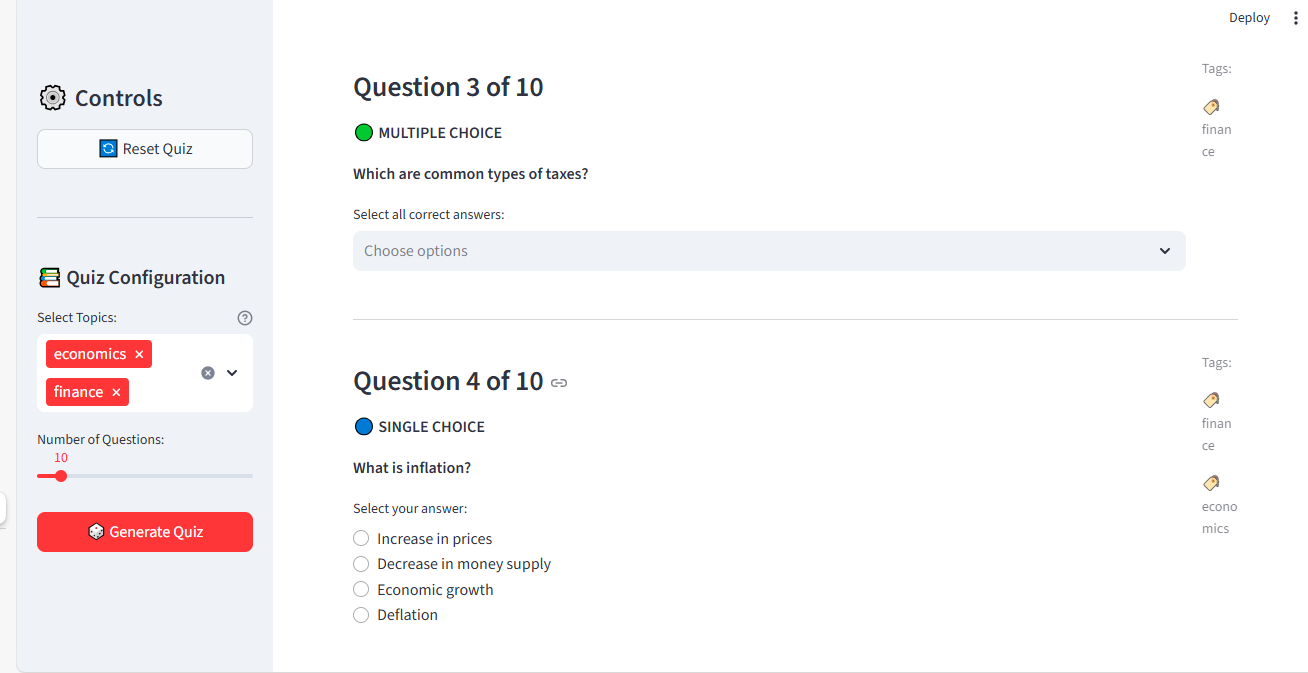 Deploy
Controls
Reset Quiz
Quiz Configuration
Select Topics:
economics ×
finance ×
Number of Questions:
10
Generate Quiz
Question 3 of 10
MULTIPLE CHOICE
Which are common types of taxes?
Select all correct answers:
Choose options
Tags:
finan
ce
Question 4 of 10
SINGLE CHOICE
What is inflation?
Select your answer:
Increase in prices
Decrease in money supply
Economic growth
Deflation
Tags:
finan
ce
econo
mics